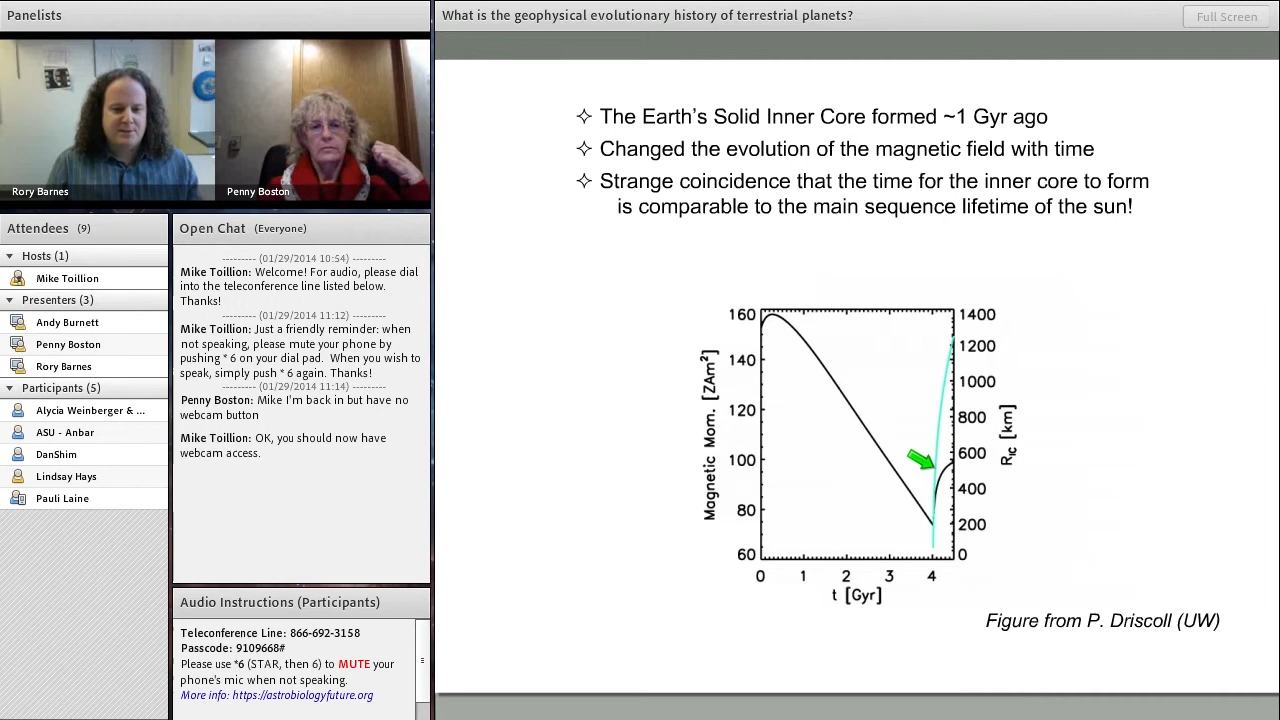 Panelists
Rory Barnes
Penny Boston
Attendees (9)
Hosts (1)
Mike Toillion
Presenters (3)
Andy Burnett
Penny Boston
Rory Barnes
Participants (5)
Alycia Weinberger & ...
ASU - Anbar
DanShim
Lindsay Hays
Pauli Laine
Open Chat (Everyone)
--------- (01/29/2014 10:54) ---------
Mike Toillion: Welcome! For audio, please dial
into the teleconference line listed below.
Thanks!
--------- (01/29/2014 11:12) ---------
Mike Toillion: Just a friendly reminder: when
not speaking, please mute your phone by
pushing * 6 on your dial pad. When you wish to
speak, simply push * 6 again. Thanks!
--------- (01/29/2014 11:14) ---------
Penny Boston: Mike I'm back in but have no
webcam button
Mike Toillion: OK, you should now have
webcam access.
Audio Instructions (Participants)
Teleconference Line: 866-692-3158
Passcode: 9109668#
Please use *6 (STAR, then 6) to MUTE your
phone's mic when not speaking.
More info: https://astrobiologyfuture.org
What is the geophysical evolutionary history of terrestrial planets?
Full Screen
✧ The Earth's Solid Inner Core formed ~1 Gyr ago
✧ Changed the evolution of the magnetic field with time
✧ Strange coincidence that the time for the inner core to form
is comparable to the main sequence lifetime of the sun!
Magnetic Mom. [ZAm²]
160
140
120
100
80
60
0 1 2 3 4
t [Gyr]
1400
1200
1000
800
600
400
200
0
R_IC [km]
Figure from P. Driscoll (UW)